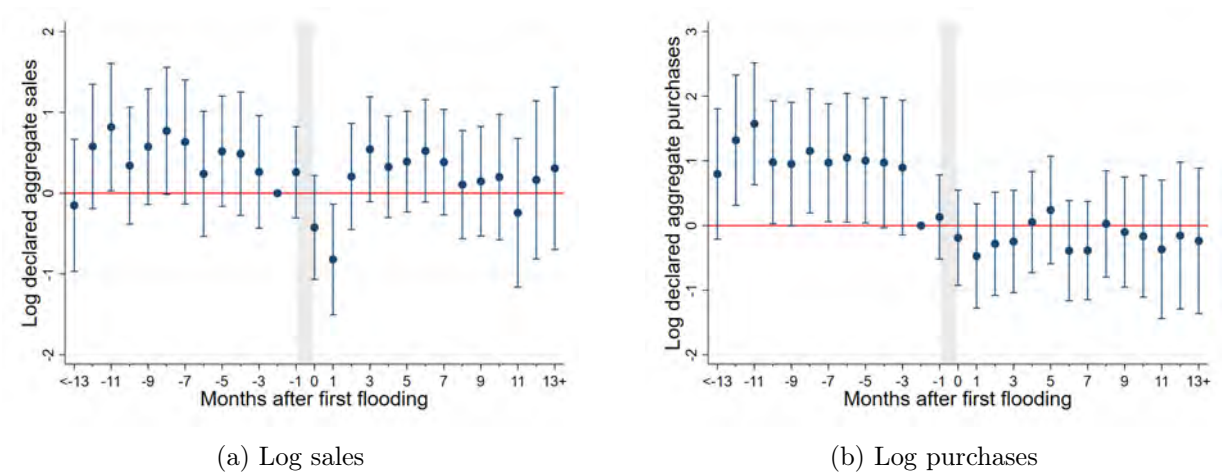 Log declared aggregate sales
2
1
0
-1
-2
<-13 -11 -9 -7 -5 -3 -1 0 1 3 5 7 9 11 13+
Months after first flooding
(a) Log sales
Log declared aggregate purchases
3
2
1
0
-1
-2
<-13 -11 -9 -7 -5 -3 -1 0 1 3 5 7 9 11 13+
Months after first flooding
(b) Log purchases